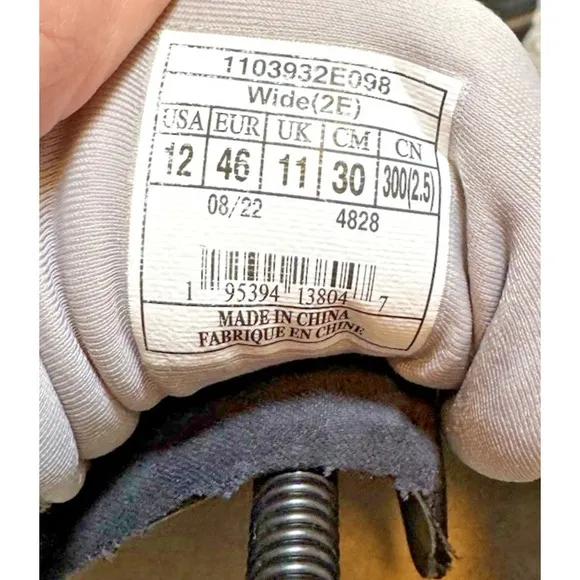 1103932E098
Wide(2E)
USA EUR UK CM CN
12 46 11 30 300(2.5)
08/22 4828
1 95394 13804 7
MADE IN CHINA
FABRIQUE EN CHINE